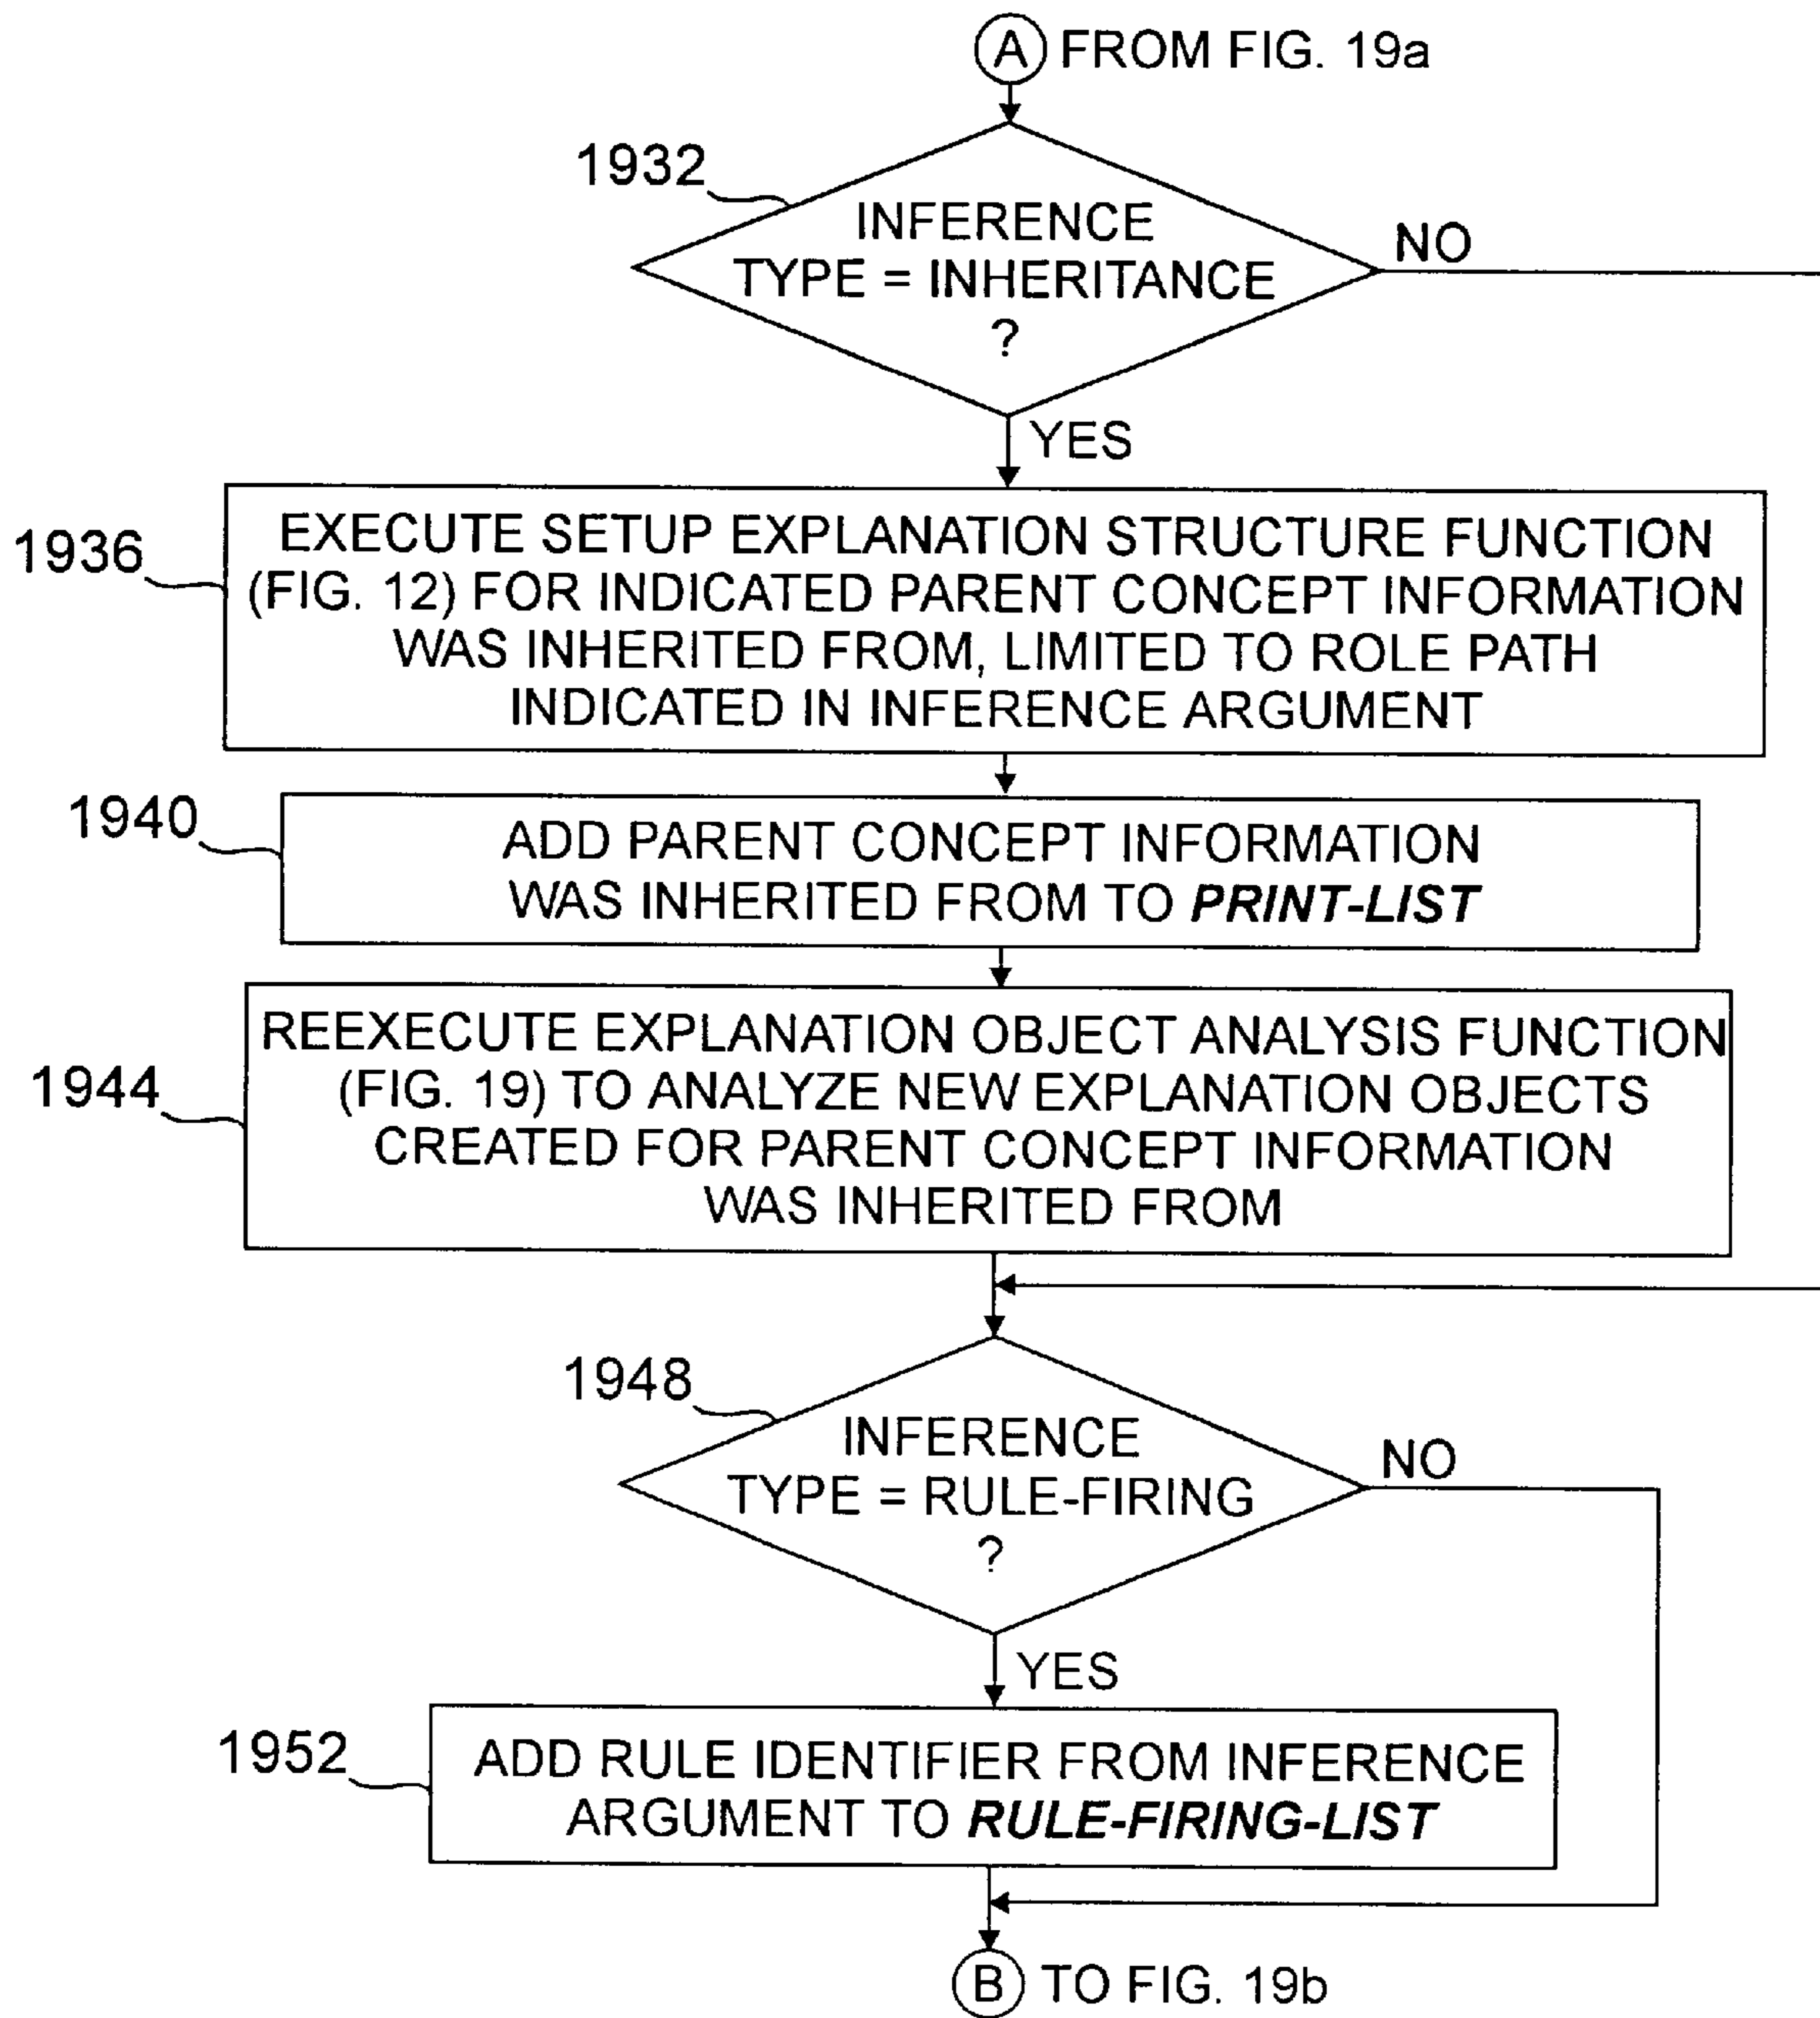 A FROM FIG. 19a
1932
INFERENCE
TYPE = INHERITANCE
?
NO
YES
1936
EXECUTE SETUP EXPLANATION STRUCTURE FUNCTION
(FIG. 12) FOR INDICATED PARENT CONCEPT INFORMATION
WAS INHERITED FROM, LIMITED TO ROLE PATH
INDICATED IN INFERENCE ARGUMENT
1940
ADD PARENT CONCEPT INFORMATION
WAS INHERITED FROM TO PRINT-LIST
1944
REEXECUTE EXPLANATION OBJECT ANALYSIS FUNCTION
(FIG. 19) TO ANALYZE NEW EXPLANATION OBJECTS
CREATED FOR PARENT CONCEPT INFORMATION
WAS INHERITED FROM
1948
INFERENCE
TYPE = RULE-FIRING
?
NO
YES
1952
ADD RULE IDENTIFIER FROM INFERENCE
ARGUMENT TO RULE-FIRING-LIST
B TO FIG. 19b